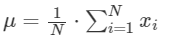 μ = 1/N · ∑_{i=1}^{N} x_i